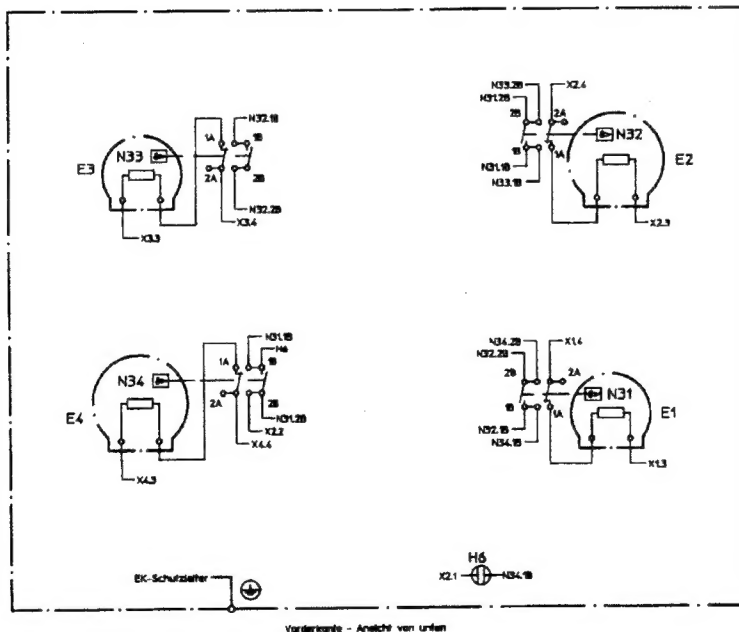 N33.2B
N31.2B
X2.4
2B
2A
N32
1B
1A
N31.1B
N33.1B
E2
X2.3
N32.1B
1A
1B
N33
E3
2A
2B
N32.2B
X3.4
X3.3
N31.1B
H6
1A
1B
N34
E4
2A
2B
N31.2B
X2.2
X4.4
X4.3
N34.2B
N32.2B
X1.4
2B
2A
N31
1B
1A
E1
N32.1B
N34.1B
X1.3
H6
X2.1
N34.1B
EK-Schutzleiter
Vorderkante - Ansicht von unten